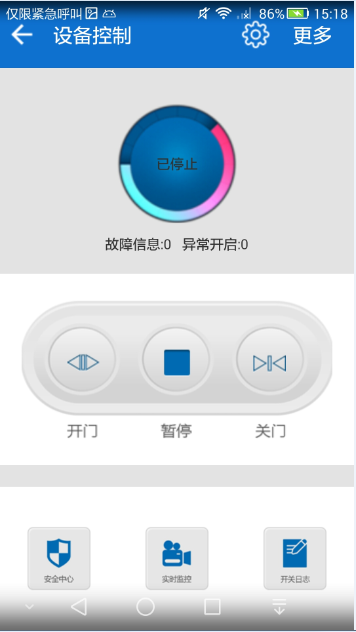 仅限紧急呼叫 86% 15:18
设备控制 更多
已停止
故障信息:0 异常开启:0
开门 暂停 关门
安全中心 实时监控 开关日志